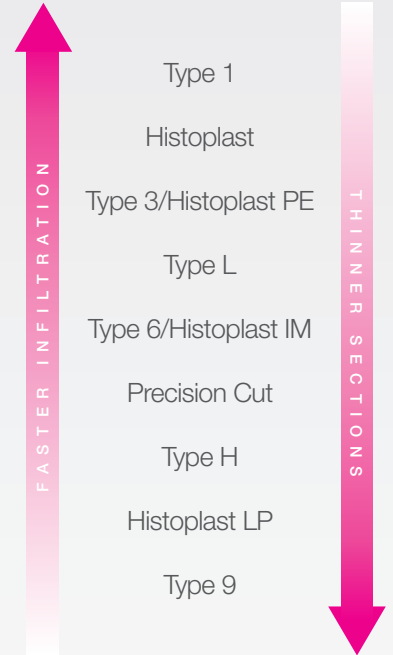 FASTER INFILTRATION
Type 1
Histoplast
Type 3/Histoplast PE
Type L
Type 6/Histoplast IM
Precision Cut
Type H
Histoplast LP
Type 9
THINNER SECTIONS